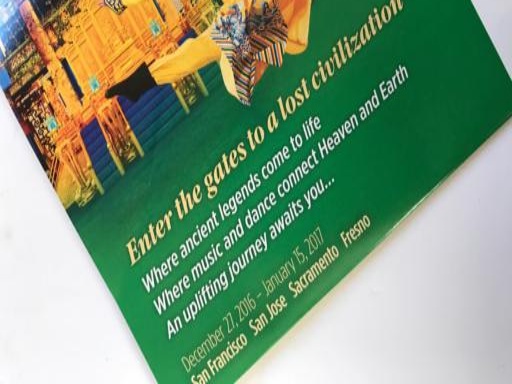 Enter the gates to a lost civilization
Where ancient legends come to life
Where music and dance connect Heaven and Earth
An uplifting journey awaits you...
December 27, 2016 – January 15, 2017
San Francisco San Jose Sacramento Fresno